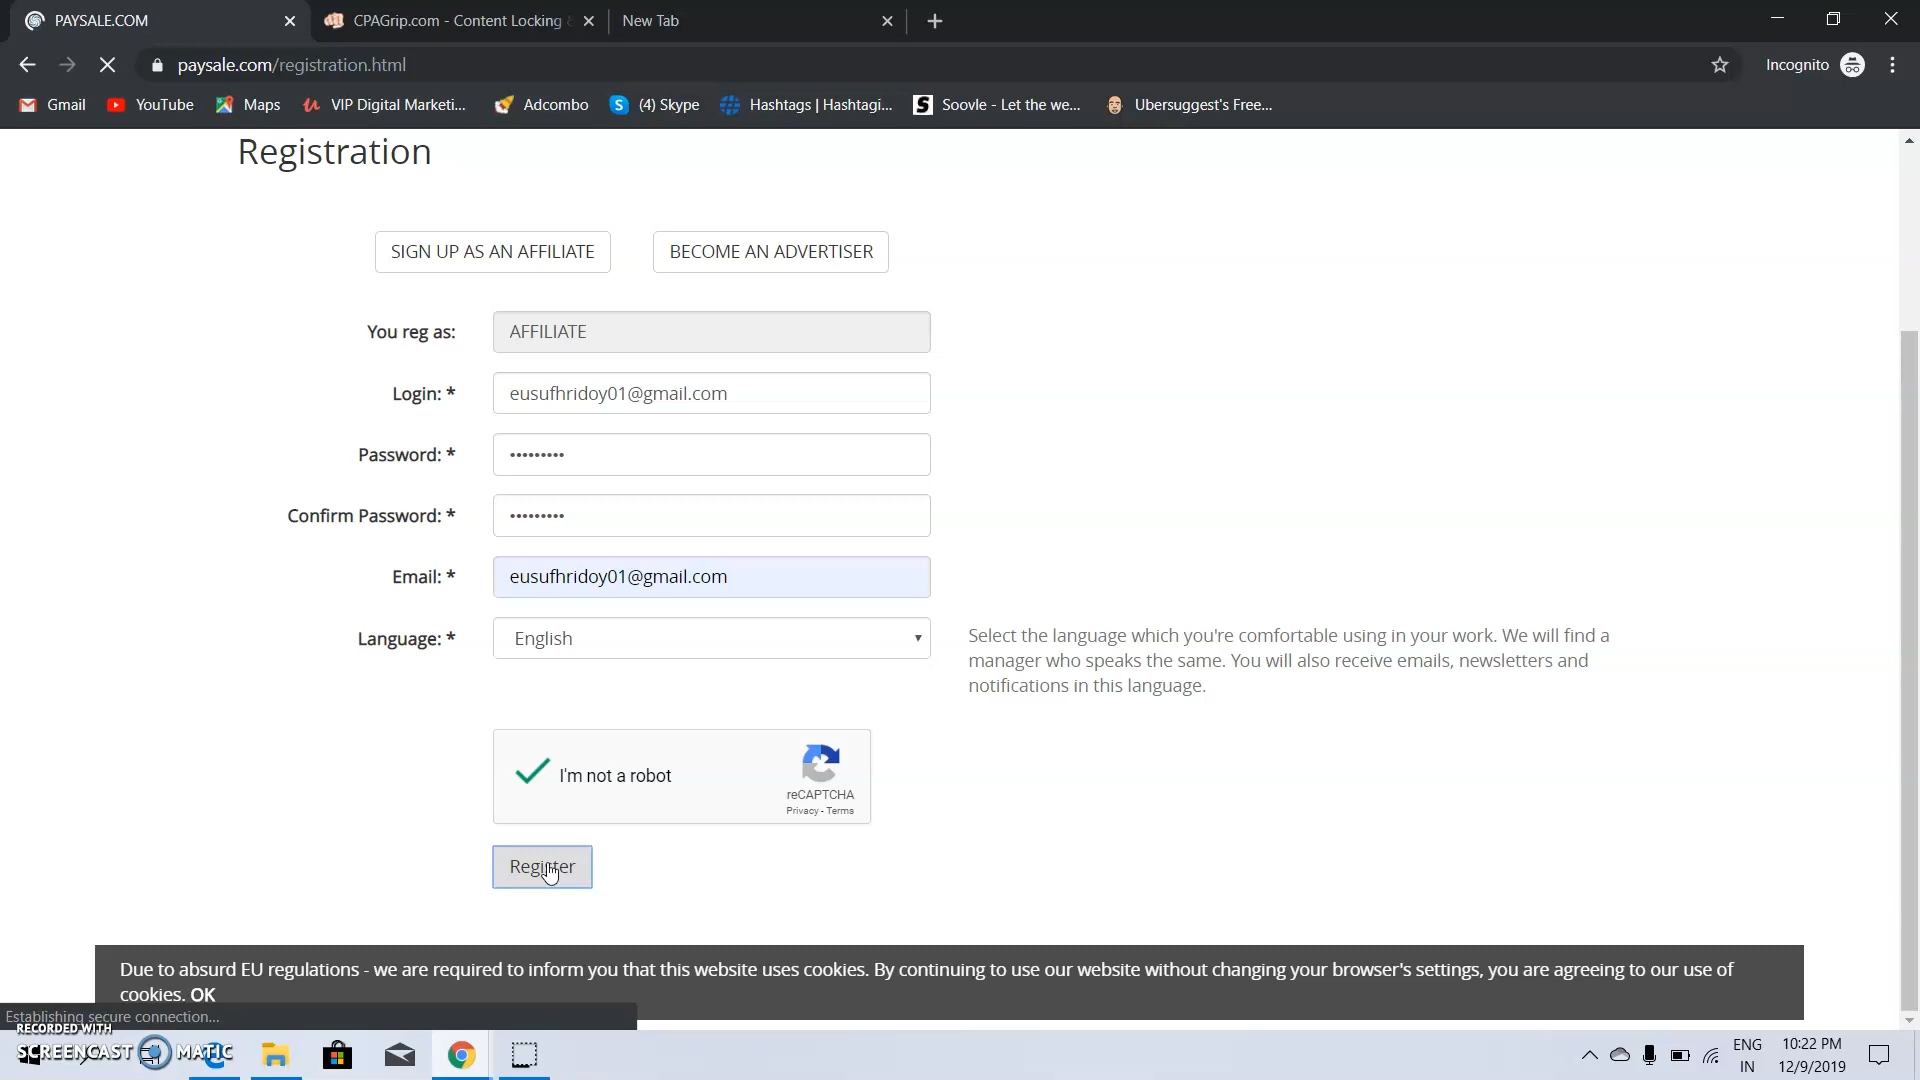 PAYSALE.COM
CPAGrip.com - Content Locking
New Tab
paysale.com/registration.html
Incognito
Gmail
YouTube
Maps
VIP Digital Marketi...
Adcombo
(4) Skype
Hashtags | Hashtagi...
Soovle - Let the we...
Ubersuggest's Free...
Registration
SIGN UP AS AN AFFILIATE
BECOME AN ADVERTISER
You reg as:
AFFILIATE
Login: *
eusufhridoy01@gmail.com
Password: *
•••••••••
Confirm Password: *
•••••••••
Email: *
eusufhridoy01@gmail.com
Language: *
English
Select the language which you're comfortable using in your work. We will find a
manager who speaks the same. You will also receive emails, newsletters and
notifications in this language.
I'm not a robot
reCAPTCHA
Privacy - Terms
Register
Due to absurd EU regulations - we are required to inform you that this website uses cookies. By continuing to use our website without changing your browser's settings, you are agreeing to our use of
cookies. OK
Establishing secure connection...
RECORDED WITH
SCREENCAST MATIC
ENG
IN
10:22 PM
12/9/2019